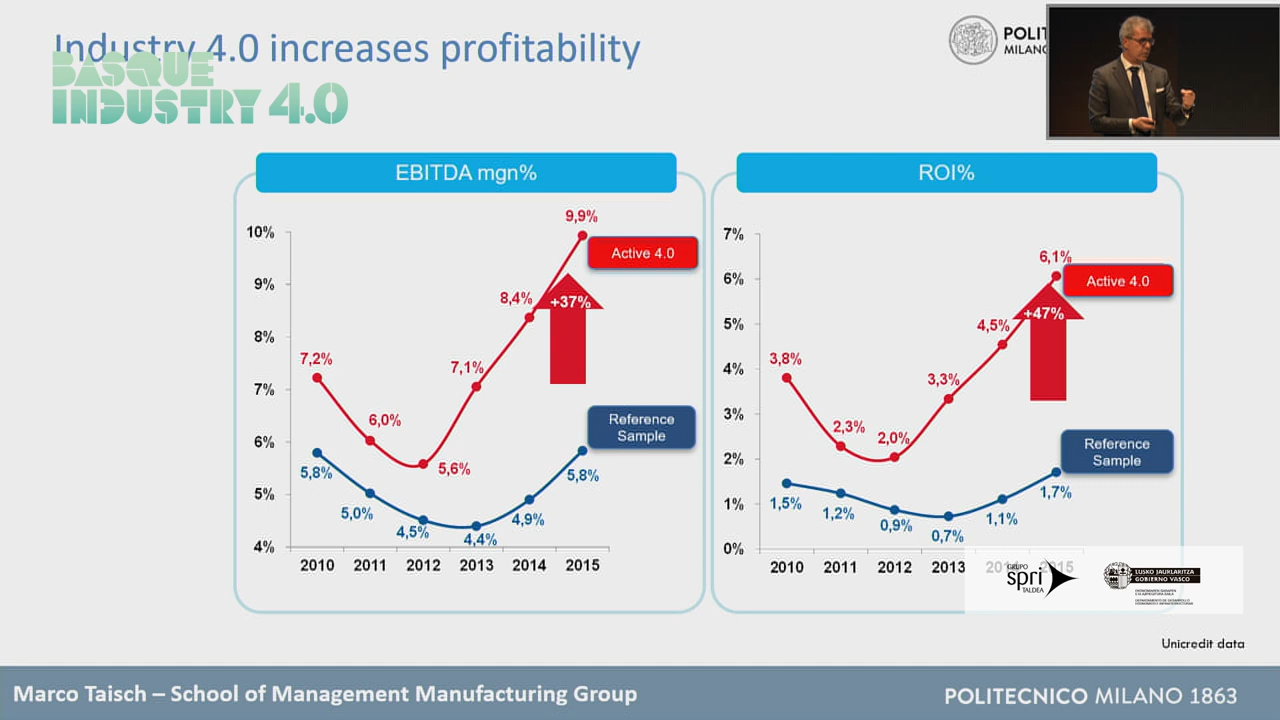 Industry 4.0 increases profitability
BASQUE
INDUSTRY 4.0
MILANO
EBITDA mgn%
10%
9%
8%
7%
6%
5%
4%
7,2%
6,0%
5,6%
7,1%
8,4%
9,9%
Active 4.0
+37%
Reference
Sample
5,8%
5,0%
4,5%
4,4%
4,9%
5,8%
2010 2011 2012 2013 2014 2015
ROI%
7%
6%
5%
4%
3%
2%
1%
0%
3,8%
2,3%
2,0%
3,3%
4,5%
6,1%
Active 4.0
+47%
Reference
Sample
1,5%
1,2%
0,9%
0,7%
1,1%
1,7%
2010 2011 2012 2013 2014 2015
GRUPO
spri
TALDEA
EUSKO JAURLARITZA
GOBIERNO VASCO
Unicredit data
Marco Taisch – School of Management Manufacturing Group
POLITECNICO MILANO 1863